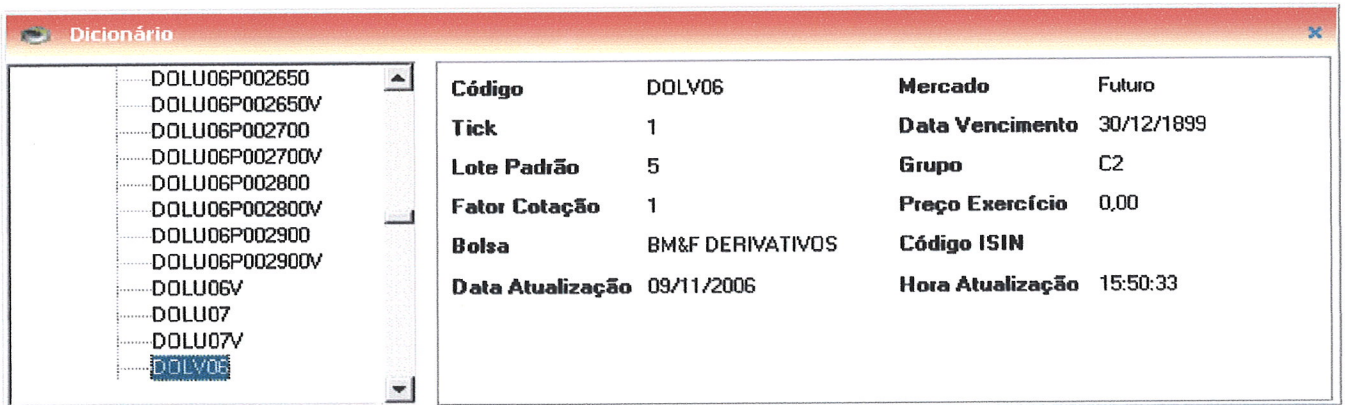 Dicionário
DOLU06P002650
DOLU06P002650V
DOLU06P002700
DOLU06P002700V
DOLU06P002800
DOLU06P002800V
DOLU06P002900
DOLU06P002900V
DOLU06V
DOLU07
DOLU07V
DOLV06
Código DOLV06 Mercado Futuro
Tick 1 Data Vencimento 30/12/1899
Lote Padrão 5 Grupo C2
Fator Cotação 1 Preço Exercício 0,00
Bolsa BM&F DERIVATIVOS Código ISIN
Data Atualização 09/11/2006 Hora Atualização 15:50:33